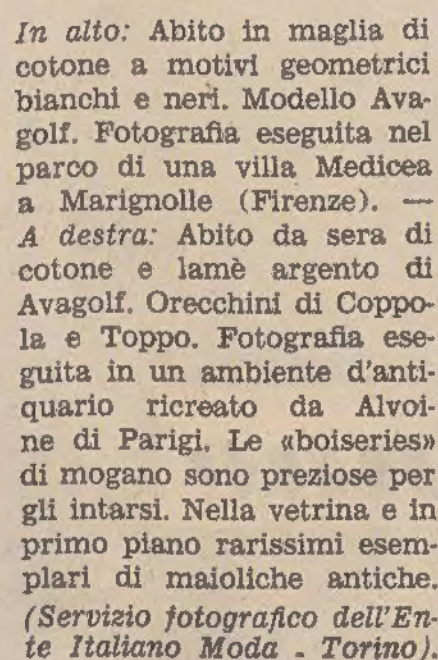 In alto: Abito in maglia di
cotone a motivi geometrici
bianchi e neri. Modello Ava-
golf. Fotografia eseguita nel
parco di una villa Medicea
a Marignolle (Firenze). —
A destra: Abito da sera di
cotone e lamè argento di
Avagolf. Orecchini di Coppo-
la e Toppo. Fotografia ese-
guita in un ambiente d'anti-
quario ricreato da Alvoi-
ne di Parigi. Le «boiseries»
di mogano sono preziose per
gli intarsi. Nella vetrina e in
primo piano rarissimi esem-
plari di maioliche antiche.
(Servizio fotografico dell'En-
te Italiano Moda - Torino).